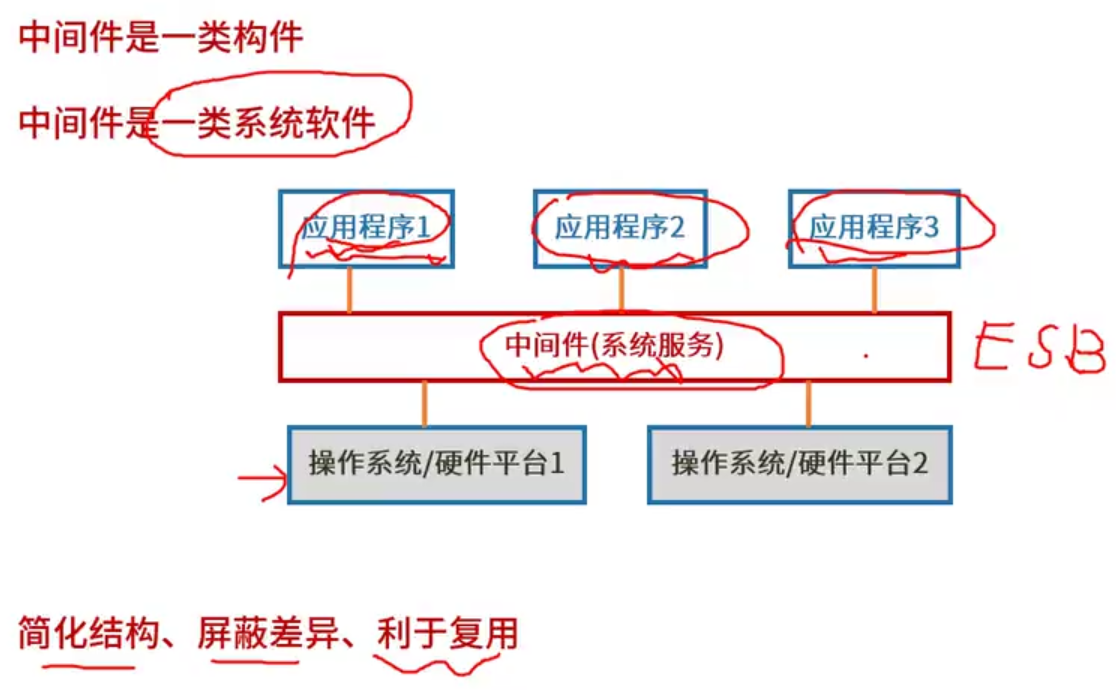 中间件是一类构件
中间件是一类系统软件
应用程序1 应用程序2 应用程序3
中间件(系统服务) ESB
操作系统/硬件平台1 操作系统/硬件平台2
简化结构、屏蔽差异、利于复用